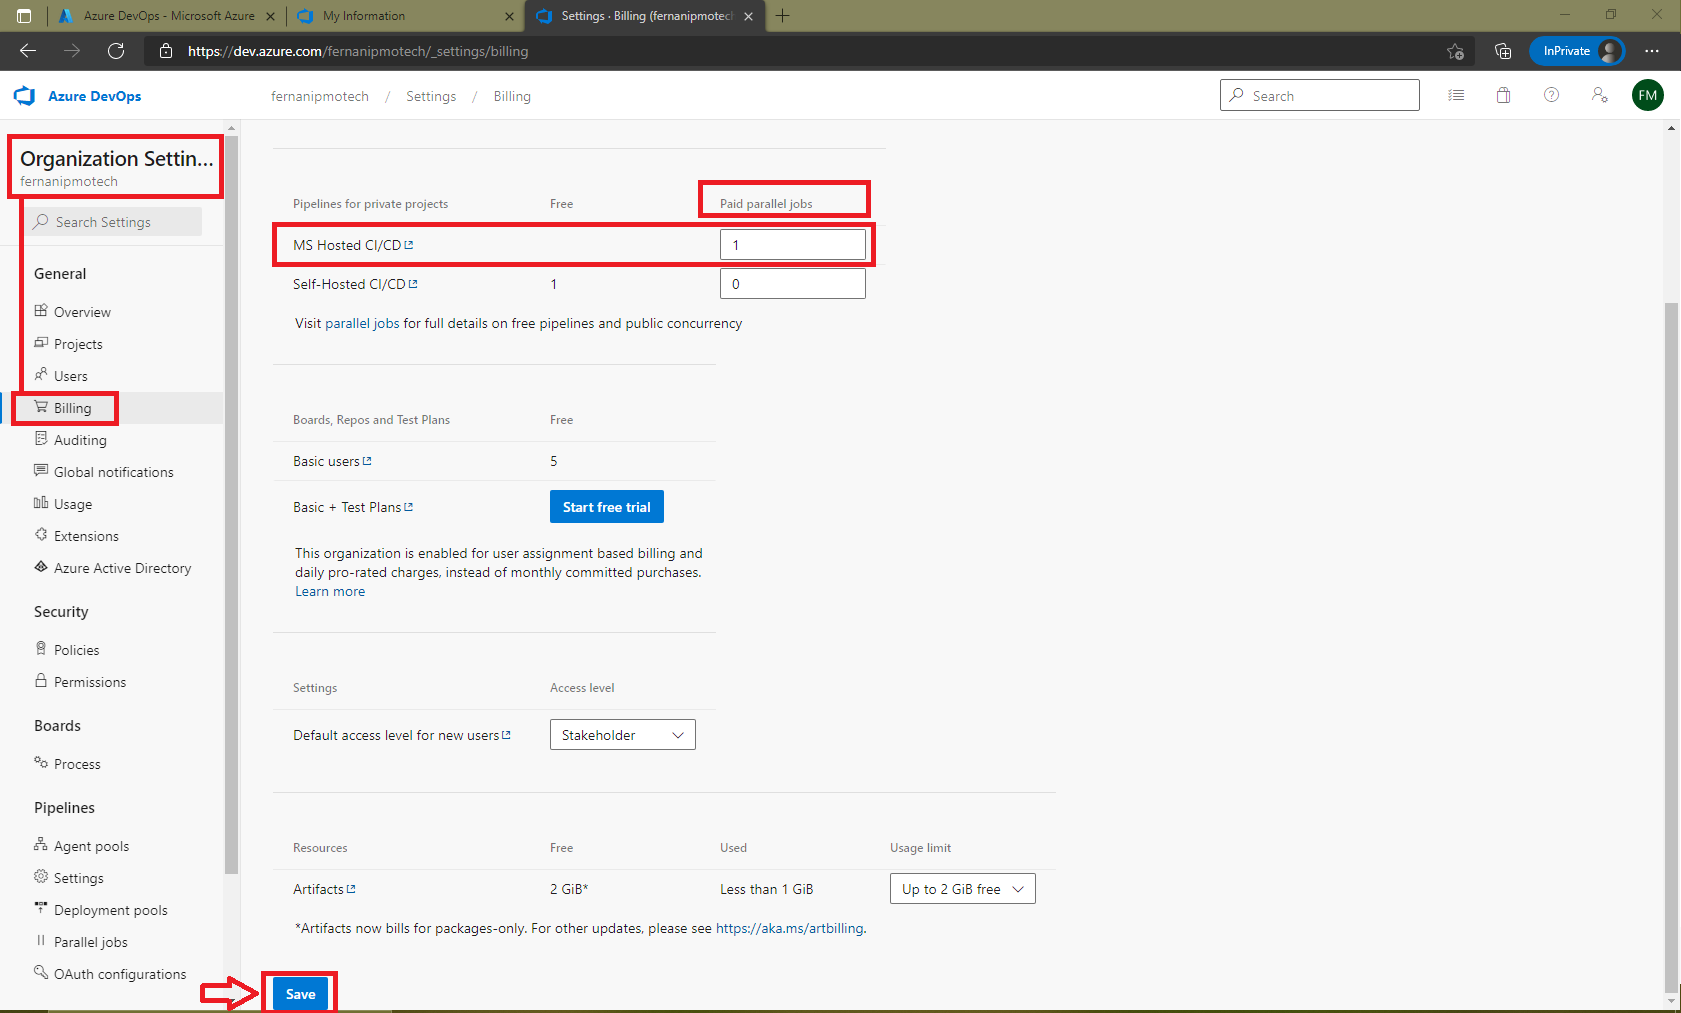 Azure DevOps - Microsoft Azure
My Information
Settings - Billing (fernanipmotec
https://dev.azure.com/fernanipmotech/_settings/billing
InPrivate
Azure DevOps
fernanipmotech / Settings / Billing
Search
FM
Organization Settin...
fernanipmotech
Search Settings
General
Overview
Projects
Users
Billing
Auditing
Global notifications
Usage
Extensions
Azure Active Directory
Security
Policies
Permissions
Boards
Process
Pipelines
Agent pools
Settings
Deployment pools
Parallel jobs
OAuth configurations
Pipelines for private projects Free Paid parallel jobs
MS Hosted CI/CD 1
Self-Hosted CI/CD 1 0
Visit parallel jobs for full details on free pipelines and public concurrency
Boards, Repos and Test Plans Free
Basic users 5
Basic + Test Plans Start free trial
This organization is enabled for user assignment based billing and
daily pro-rated charges, instead of monthly committed purchases.
Learn more
Settings Access level
Default access level for new users Stakeholder
Resources Free Used Usage limit
Artifacts 2 GiB* Less than 1 GiB Up to 2 GiB free
*Artifacts now bills for packages-only. For other updates, please see https://aka.ms/artbilling.
Save